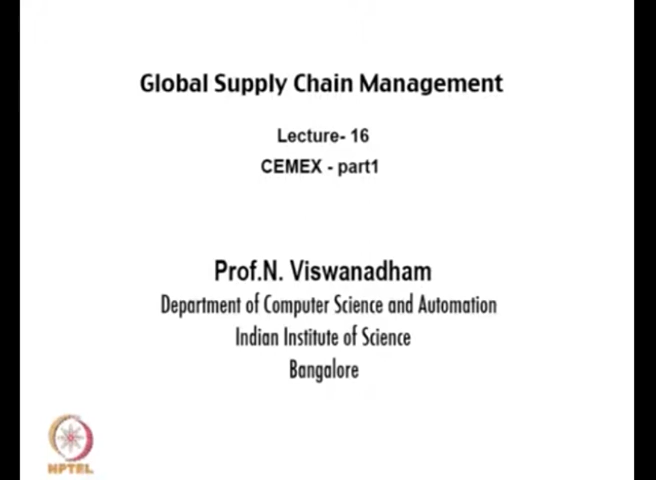 Global Supply Chain Management
Lecture- 16
CEMEX - part1
Prof.N. Viswanadham
Department of Computer Science and Automation
Indian Institute of Science
Bangalore
NPTEL